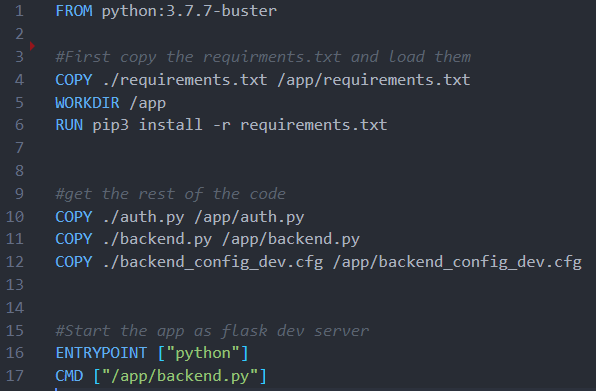 1 FROM python:3.7.7-buster
2
3 #First copy the requirments.txt and load them
4 COPY ./requirements.txt /app/requirements.txt
5 WORKDIR /app
6 RUN pip3 install -r requirements.txt
7
8
9 #get the rest of the code
10 COPY ./auth.py /app/auth.py
11 COPY ./backend.py /app/backend.py
12 COPY ./backend_config_dev.cfg /app/backend_config_dev.cfg
13
14
15 #Start the app as flask dev server
16 ENTRYPOINT ["python"]
17 CMD ["/app/backend.py"]